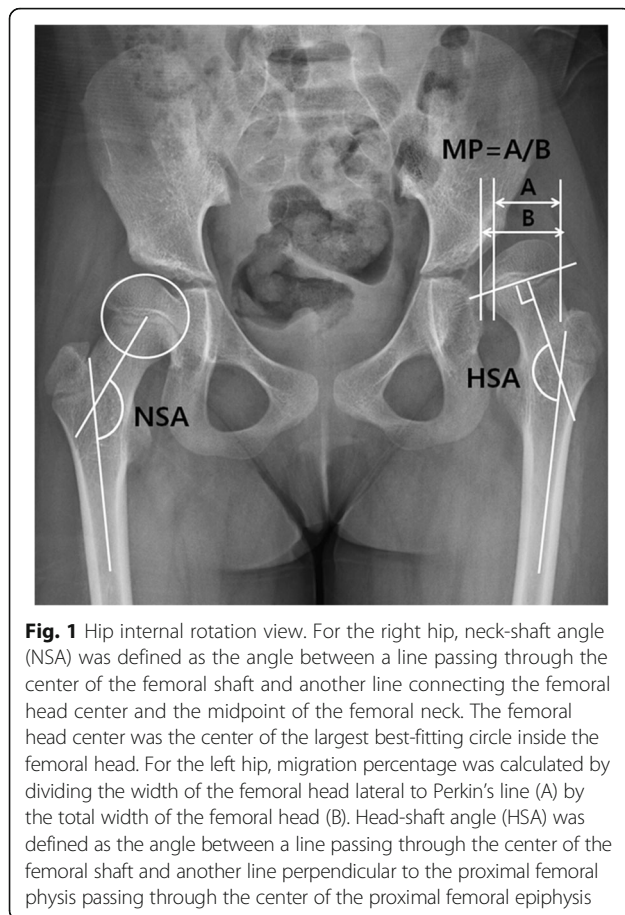 MP=A/B
A
B
HSA
NSA
Fig. 1 Hip internal rotation view. For the right hip, neck-shaft angle
(NSA) was defined as the angle between a line passing through the
center of the femoral shaft and another line connecting the femoral
head center and the midpoint of the femoral neck. The femoral
head center was the center of the largest best-fitting circle inside the
femoral head. For the left hip, migration percentage was calculated by
dividing the width of the femoral head lateral to Perkin’s line (A) by
the total width of the femoral head (B). Head-shaft angle (HSA) was
defined as the angle between a line passing through the center of the
femoral shaft and another line perpendicular to the proximal femoral
physis passing through the center of the proximal femoral epiphysis